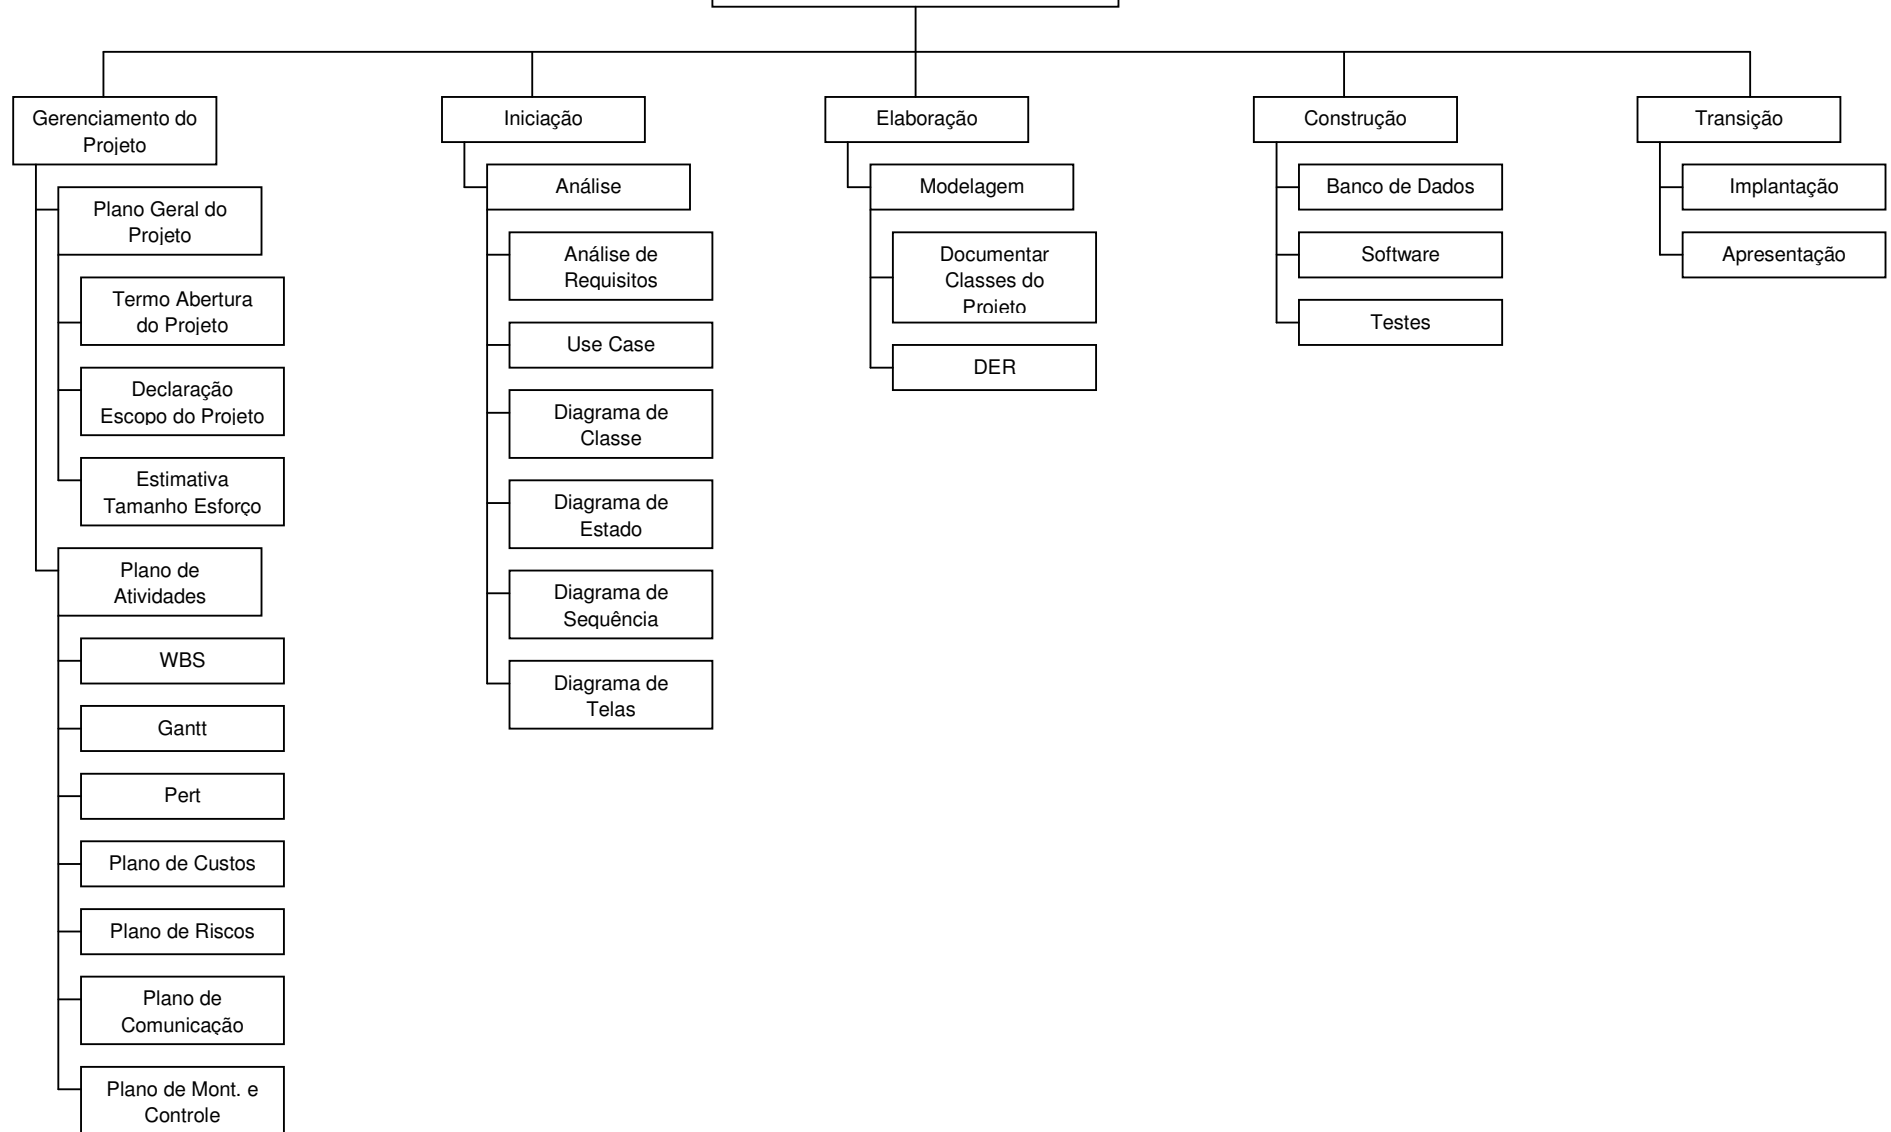 Gerenciamento do
Projeto
Plano Geral do
Projeto
Termo Abertura
do Projeto
Declaração
Escopo do Projeto
Estimativa
Tamanho Esforço
Plano de
Atividades
WBS
Gantt
Pert
Plano de Custos
Plano de Riscos
Plano de
Comunicação
Plano de Mont. e
Controle
Iniciação
Análise
Análise de
Requisitos
Use Case
Diagrama de
Classe
Diagrama de
Estado
Diagrama de
Sequência
Diagrama de
Telas
Elaboração
Modelagem
Documentar
Classes do
Projeto
DER
Construção
Banco de Dados
Software
Testes
Transição
Implantação
Apresentação